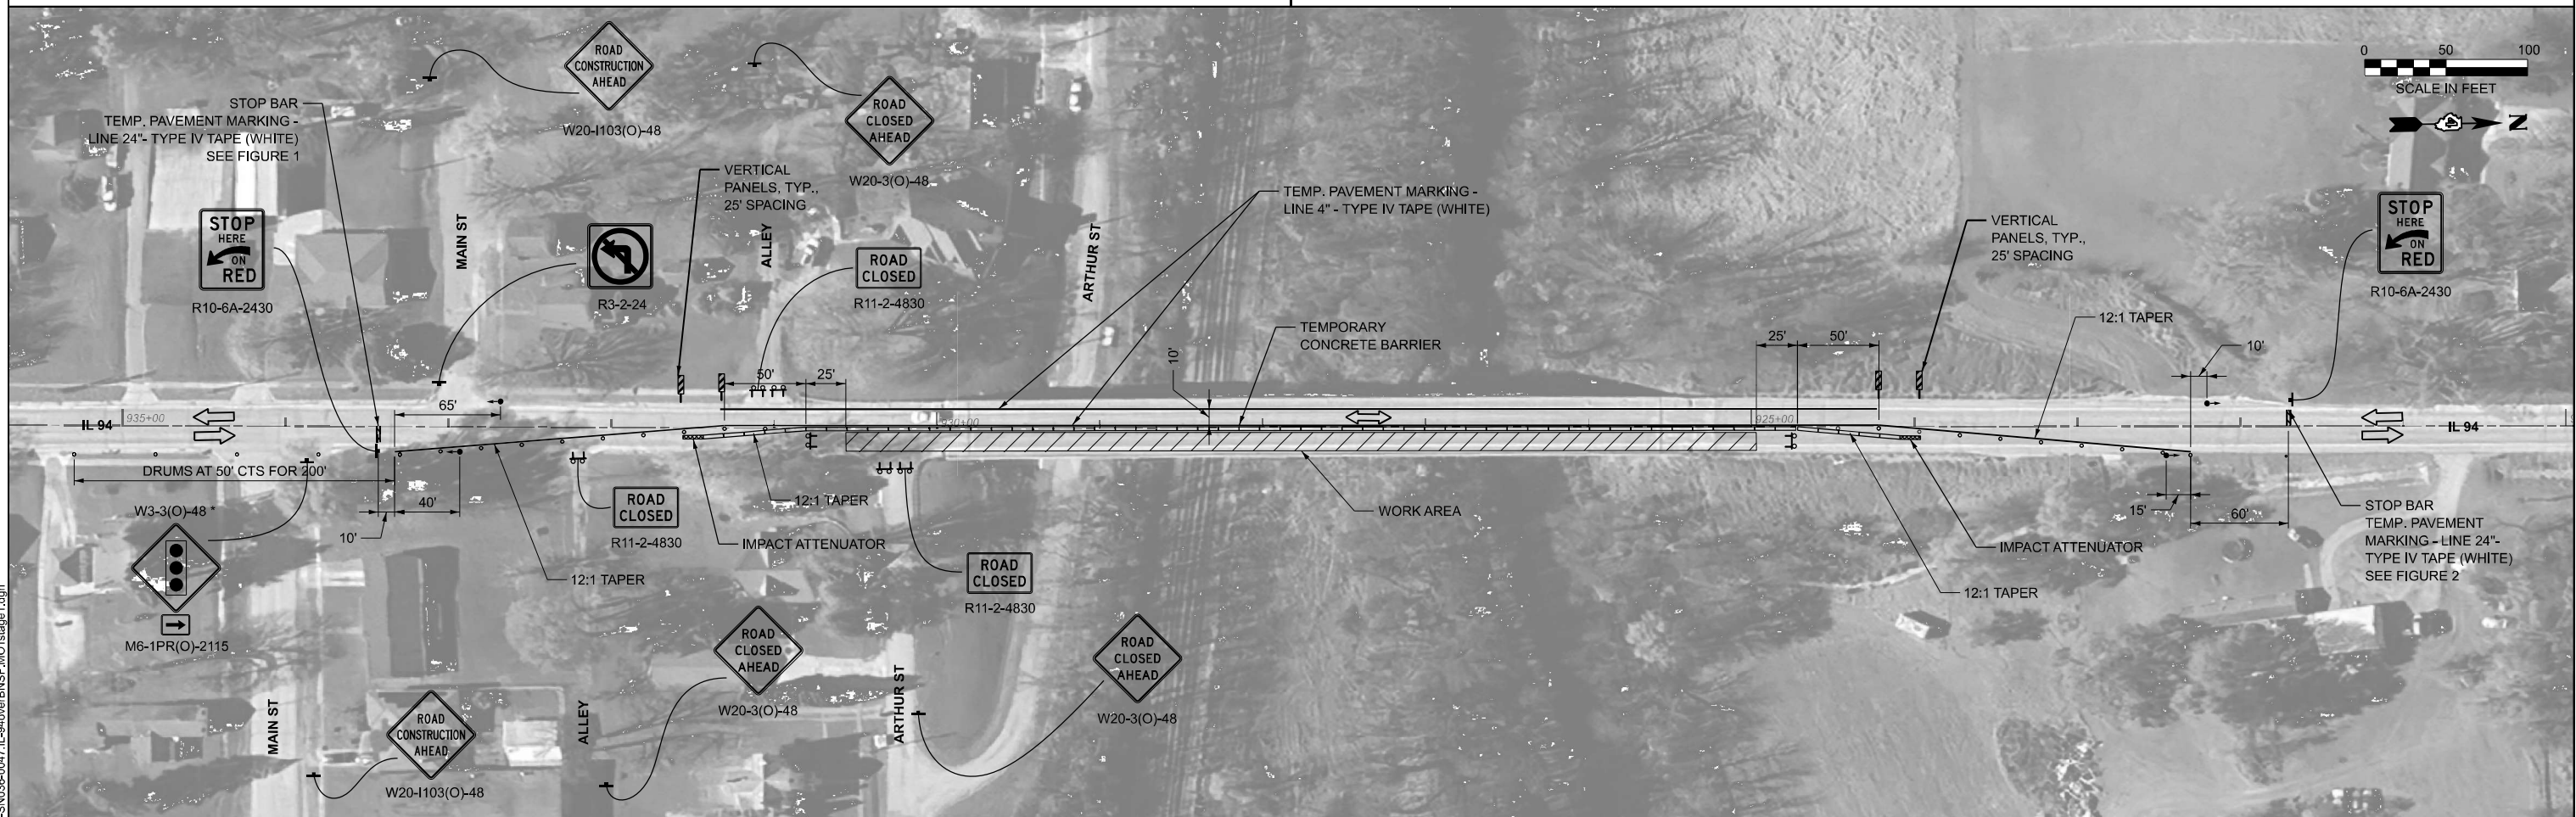 0 50 100
SCALE IN FEET
N
ROAD
CONSTRUCTION
AHEAD
W20-I103(O)-48
ROAD
CLOSED
AHEAD
W20-3(O)-48
STOP BAR
TEMP. PAVEMENT MARKING -
LINE 24"- TYPE IV TAPE (WHITE)
SEE FIGURE 1
STOP
HERE
ON
RED
R10-6A-2430
MAIN ST
R3-2-24
VERTICAL
PANELS, TYP.,
25' SPACING
ALLEY
ROAD
CLOSED
R11-2-4830
ARTHUR ST
TEMP. PAVEMENT MARKING -
LINE 4" - TYPE IV TAPE (WHITE)
TEMPORARY
CONCRETE BARRIER
10'
VERTICAL
PANELS, TYP.,
25' SPACING
12:1 TAPER
STOP
HERE
ON
RED
R10-6A-2430
65'
50'
25'
25'
50'
10'
IL 94
935+00
930+00
925+00
IL 94
DRUMS AT 50' CTS FOR 200'
10'
40'
W3-3(O)-48 *
M6-1PR(O)-2115
12:1 TAPER
ROAD
CLOSED
R11-2-4830
12:1 TAPER
IMPACT ATTENUATOR
ROAD
CLOSED
R11-2-4830
WORK AREA
15'
60'
IMPACT ATTENUATOR
12:1 TAPER
STOP BAR
TEMP. PAVEMENT
MARKING - LINE 24"-
TYPE IV TAPE (WHITE)
SEE FIGURE 2
MAIN ST
ROAD
CONSTRUCTION
AHEAD
W20-I103(O)-48
ALLEY
ROAD
CLOSED
AHEAD
W20-3(O)-48
ARTHUR ST
ROAD
CLOSED
AHEAD
W20-3(O)-48